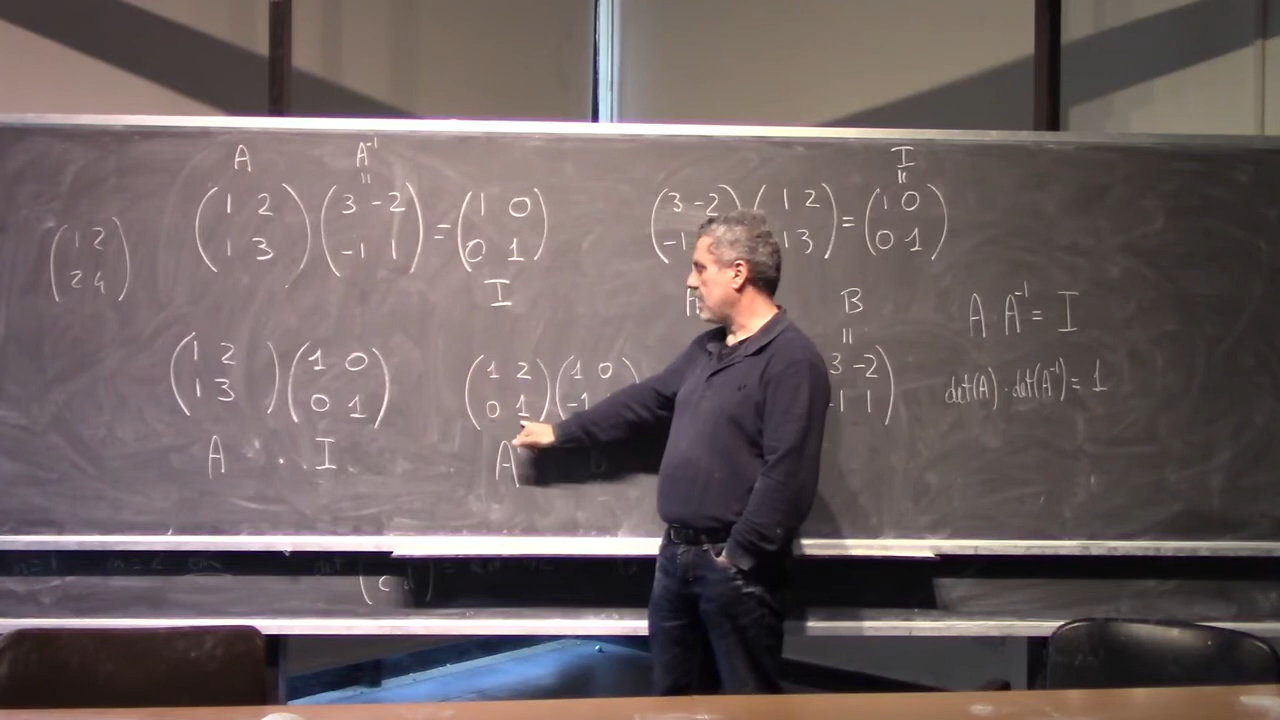 A A⁻¹ I
= =
(1 2) (3 -2) = (1 0) (3 -2) (1 2) = (1 0)
(1 3) (-1 1) (0 1) (-1 1 3) (0 1)
(1 2)
(2 4)
I B A A⁻¹ = I
=
(1 2) (1 0) (1 2) (1 0) 3 -2) det(A) · det(A⁻¹) = 1
(1 3) (0 1) (0 1) (-1 -1 1)
A I A